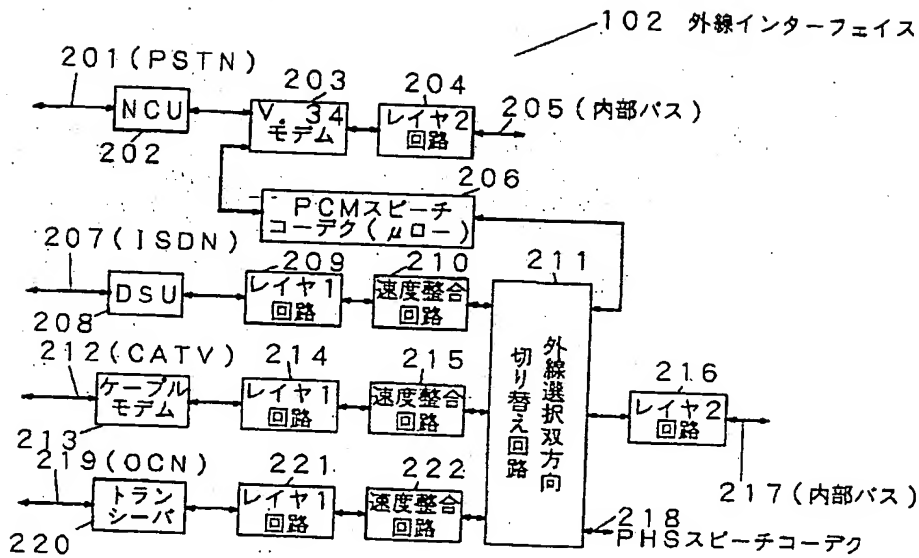 102 外線インターフェイス
201(PSTN)
203
204
NCU
V.34
モデム
レイヤ2
回路
205(内部バス)
202
206
PCMスピーチ
コーデク(μロー)
207(ISDN)
209
210
211
DSU
レイヤ1
回路
速度整合
回路
208
外線選択双方向
切り替え回路
212(CATV)
214
215
216
ケーブル
モデム
レイヤ1
回路
速度整合
回路
レイヤ2
回路
213
219(OCN)
221
222
217(内部バス)
トラン
シーバ
レイヤ1
回路
速度整合
回路
218
PHSスピーチコーデク
220